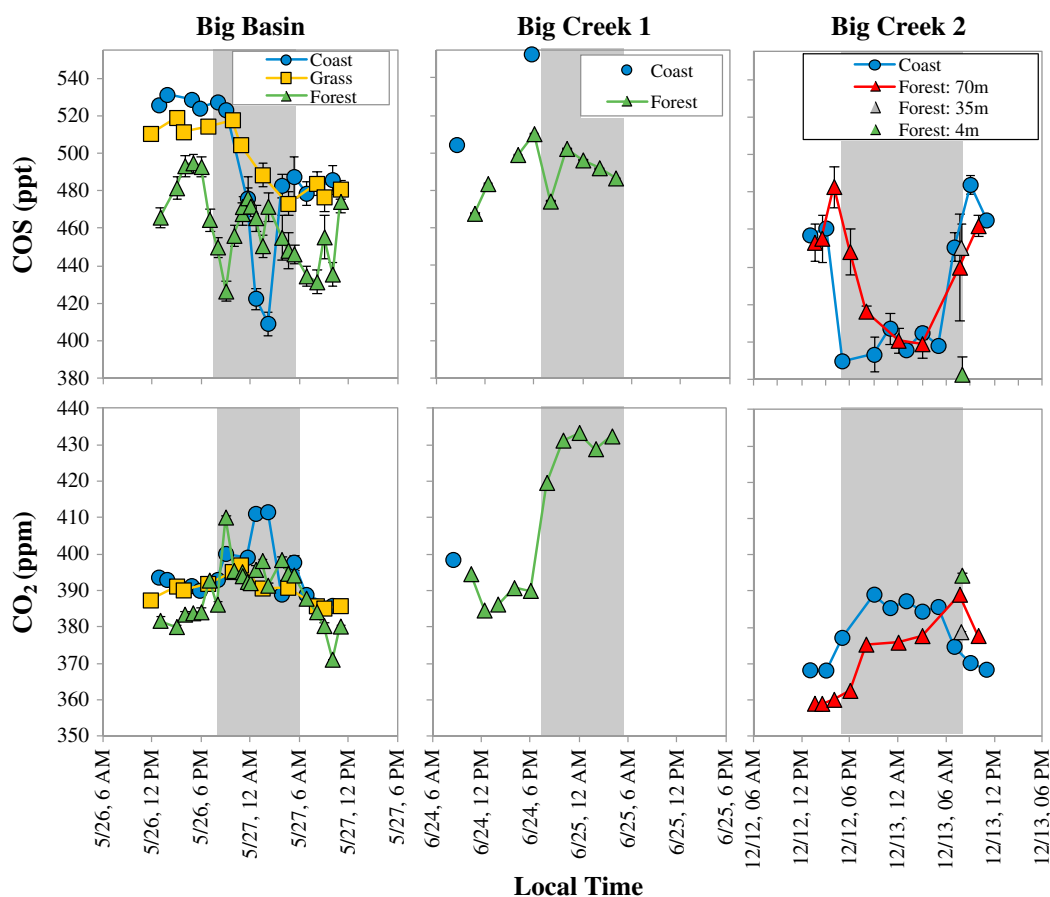 Big Basin
Big Creek 1
Big Creek 2
COS (ppt)
540
520
500
480
460
440
420
400
380
Coast
Grass
Forest
Coast
Forest
Coast
Forest: 70m
Forest: 35m
Forest: 4m
CO2 (ppm)
440
430
420
410
400
390
380
370
360
350
5/26, 6 AM
5/26, 12 PM
5/26, 6 PM
5/27, 12 AM
5/27, 6 AM
5/27, 12 PM
5/27, 6 PM
6/24, 6 AM
6/24, 12 PM
6/24, 6 PM
6/25, 12 AM
6/25, 6 AM
6/25, 12 PM
6/25, 6 PM
12/12, 06 AM
12/12, 12 PM
12/12, 06 PM
12/13, 12 AM
12/13, 06 AM
12/13, 12 PM
12/13, 06 PM
Local Time